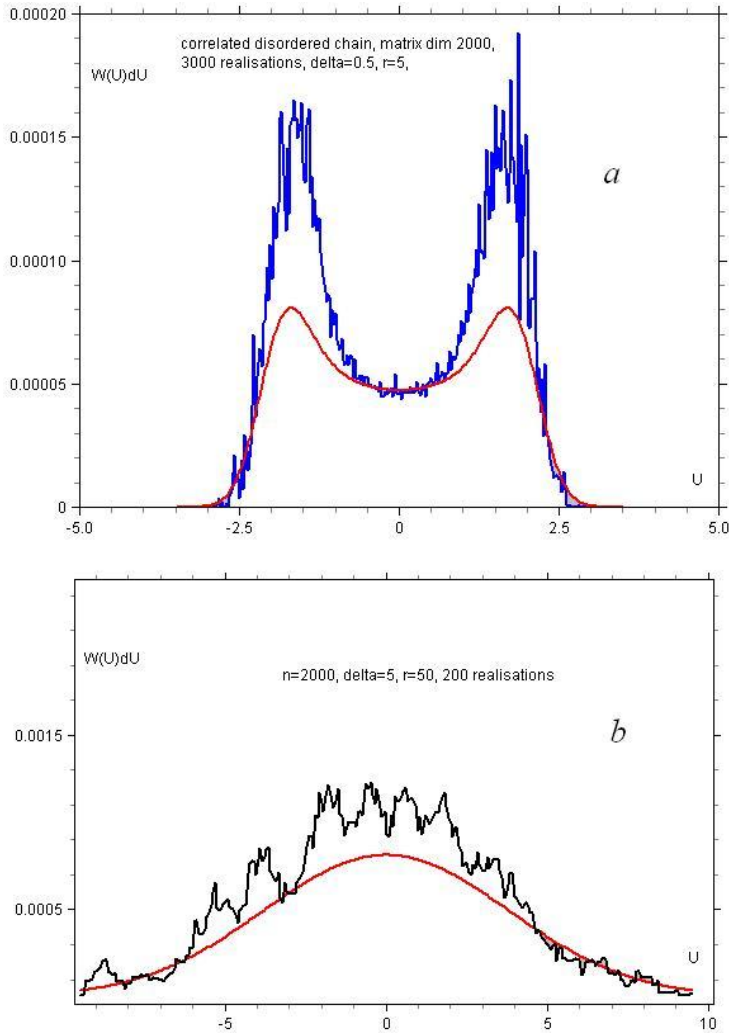 0.00020
correlated disordered chain, matrix dim 2000,
W(U)dU
3000 realisations, delta=0.5, r=5,
0.00015
a
0.00010
0.00005
U
0
-5.0 -2.5 0 2.5 5.0
W(U)dU
n=2000, delta=5, r=50, 200 realisations
b
0.0015
0.0005
U
-5 0 5 10